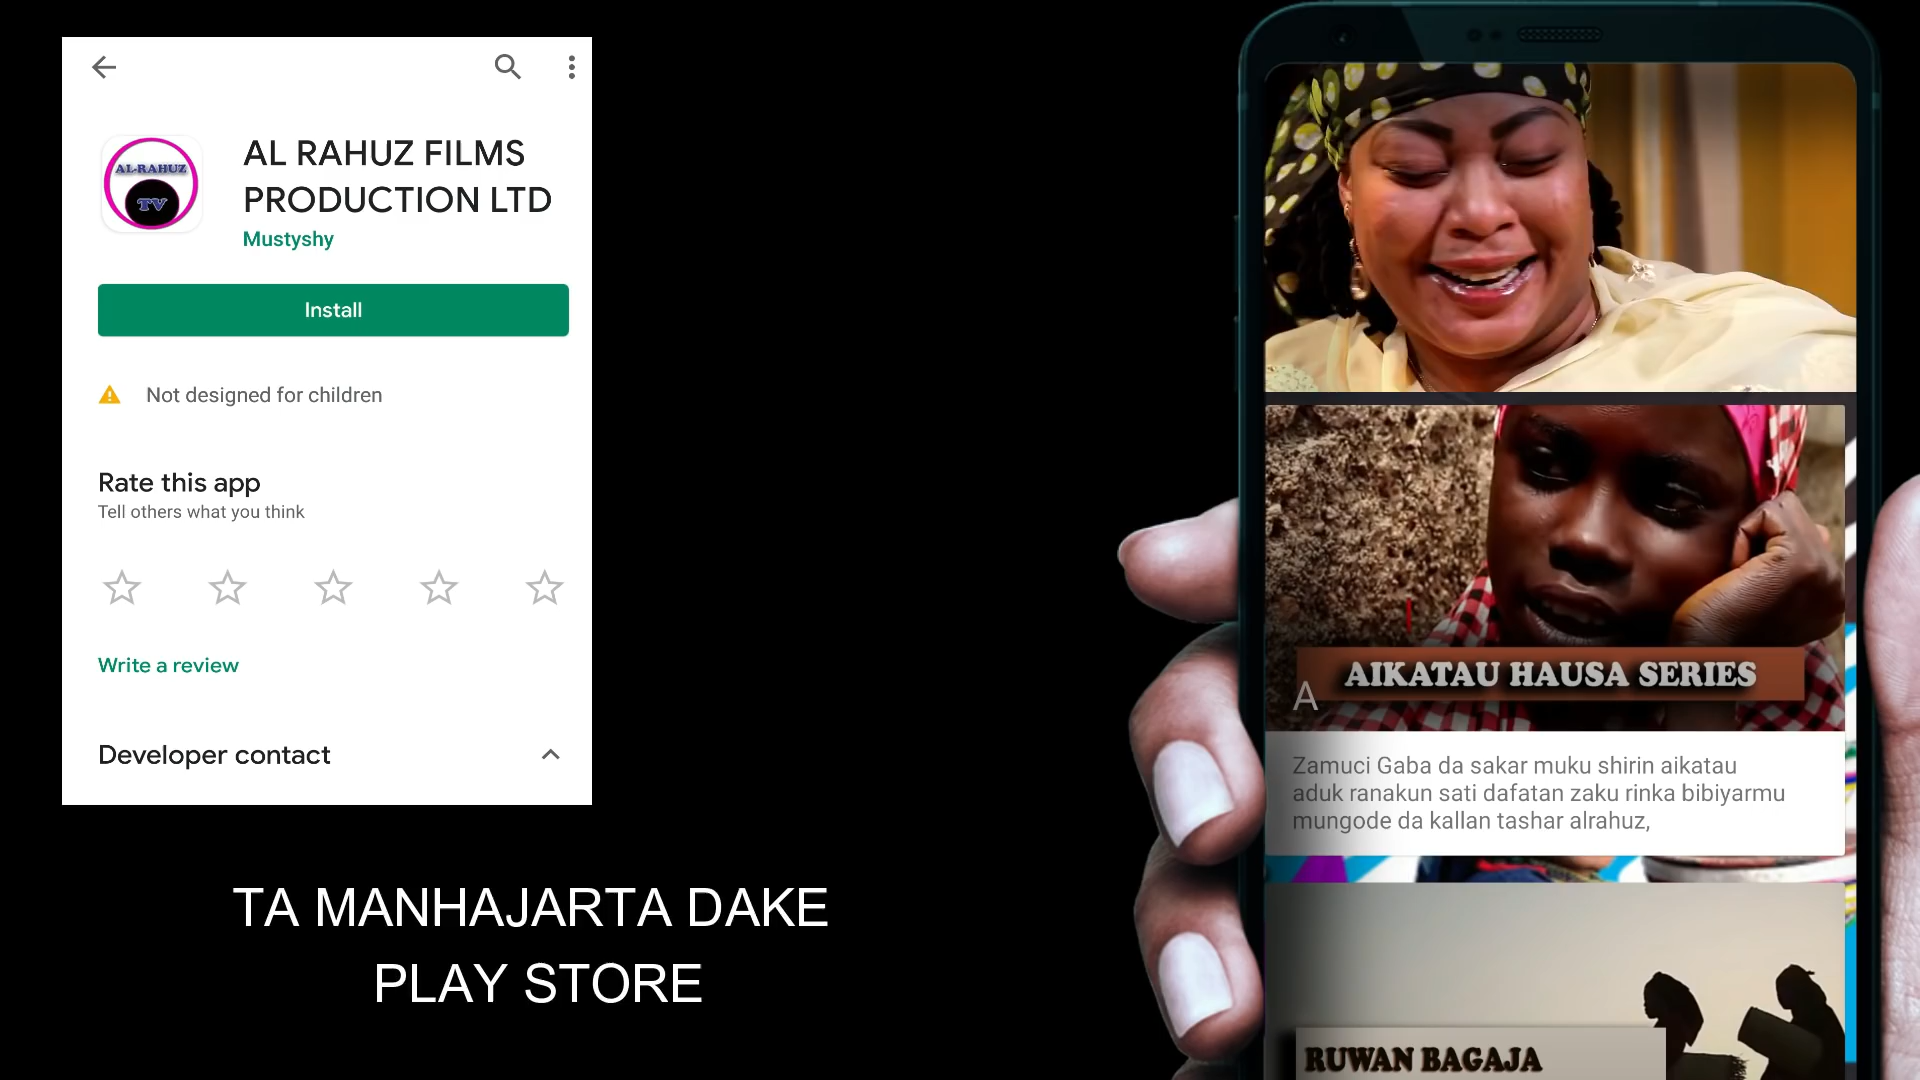 AL-RAHUZ
TV
AL RAHUZ FILMS
PRODUCTION LTD
Mustyshy
Install
Not designed for children
Rate this app
Tell others what you think
Write a review
Developer contact
TA MANHAJARTA DAKE
PLAY STORE
AIKATAU HAUSA SERIES
A
Zamuci Gaba da sakar muku shirin aikatau
aduk ranakun sati dafatan zaku rinka bibiyarmu
mungode da kallan tashar alrahuz,
RUWAN BAGAJA